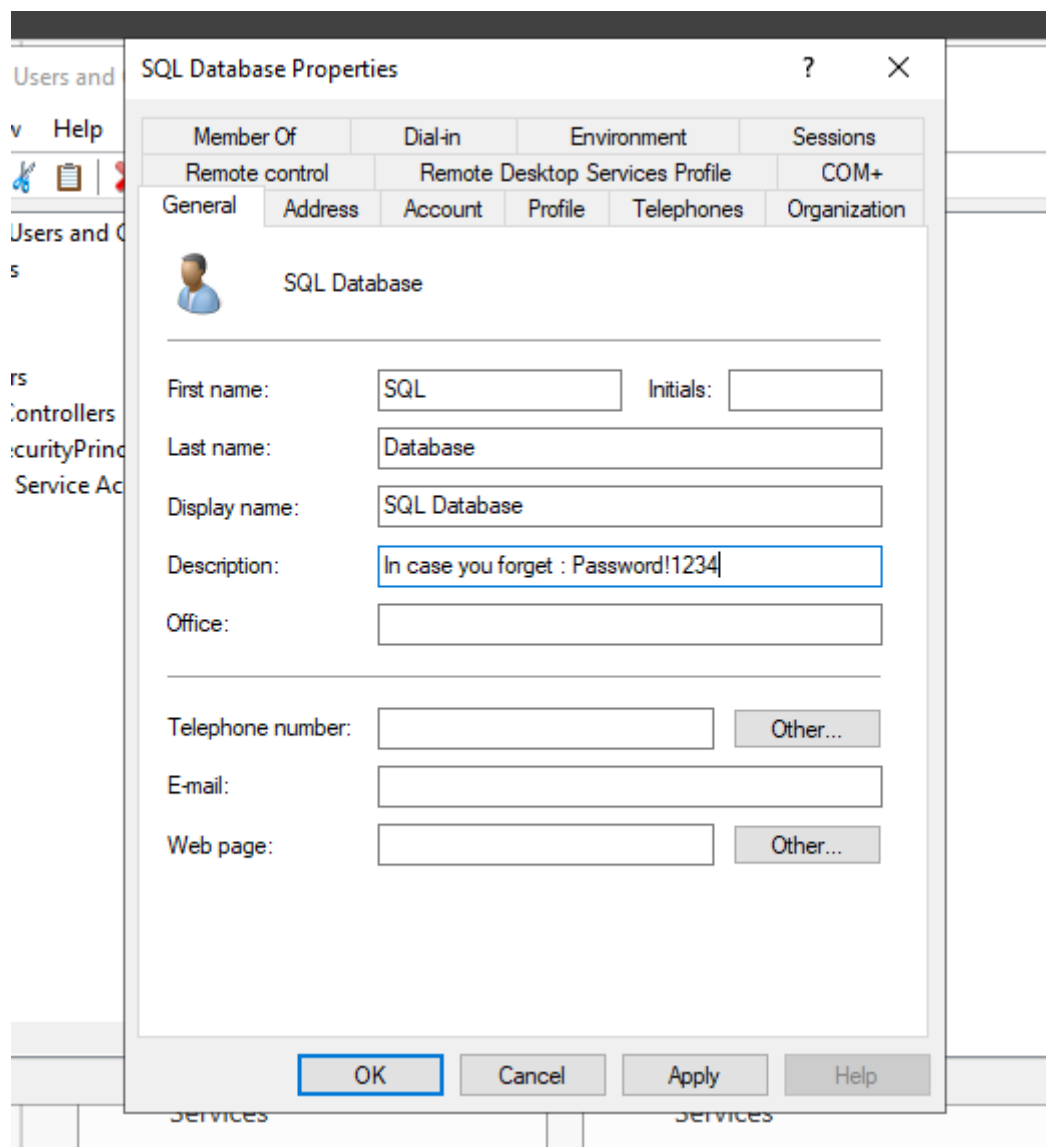 Users and
SQL Database Properties
?
Help
Member Of
Dial-in
Environment
Sessions
Remote control
Remote Desktop Services Profile
COM+
General
Address
Account
Profile
Telephones
Organization
Users and
SQL Database
First name:
SQL
Initials:
Last name:
Database
Controllers
Display name:
SQL Database
Service
Description:
In case you forget : Password!1234
Office:
Telephone number:
Other...
E-mail:
Web page:
Other...
OK
Cancel
Apply
Help
Services
Services